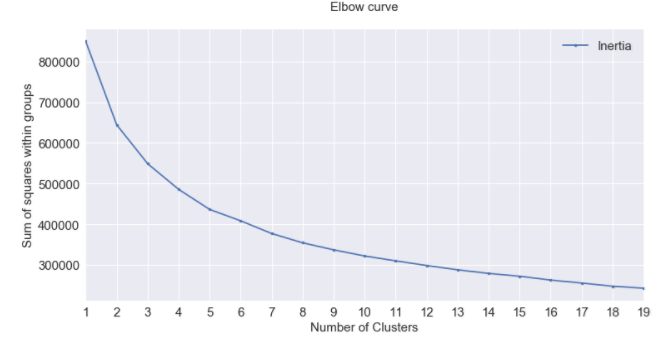 Elbow curve
Inertia
800000
700000
600000
500000
400000
300000
Sum of squares within groups
1 2 3 4 5 6 7 8 9 10 11 12 13 14 15 16 17 18 19
Number of Clusters